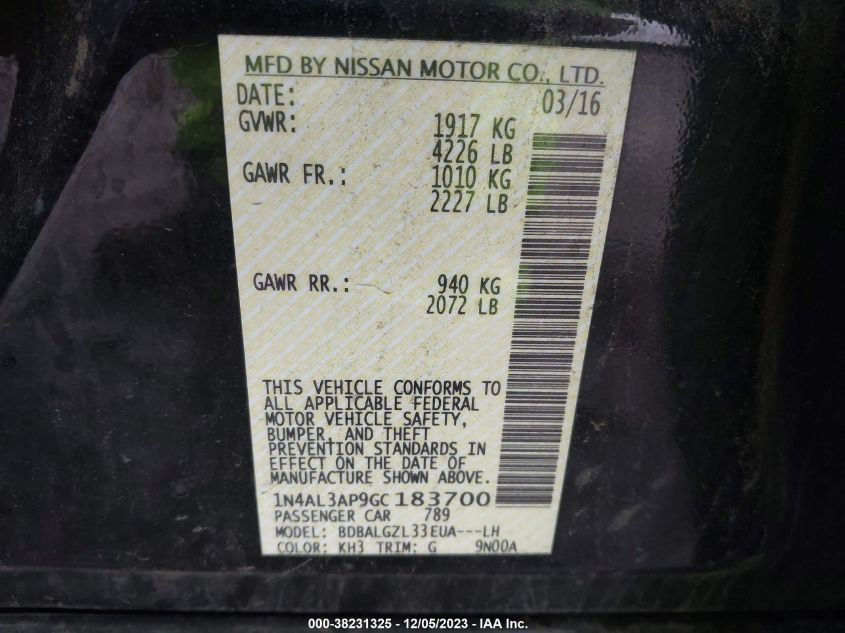 MFD BY NISSAN MOTOR CO., LTD.
DATE: 03/16
GVWR: 1917 KG
4226 LB
GAWR FR.: 1010 KG
2227 LB
GAWR RR.: 940 KG
2072 LB
THIS VEHICLE CONFORMS TO
ALL APPLICABLE FEDERAL
MOTOR VEHICLE SAFETY,
BUMPER, AND THEFT
PREVENTION STANDARDS IN
EFFECT ON THE DATE OF
MANUFACTURE SHOWN ABOVE.
1N4AL3AP9GC183700
PASSENGER CAR 789
MODEL: BDBALGZL33EUA---LH
COLOR: KH3 TRIM: G 9N00A
000-38231325 - 12/05/2023 - IAA Inc.